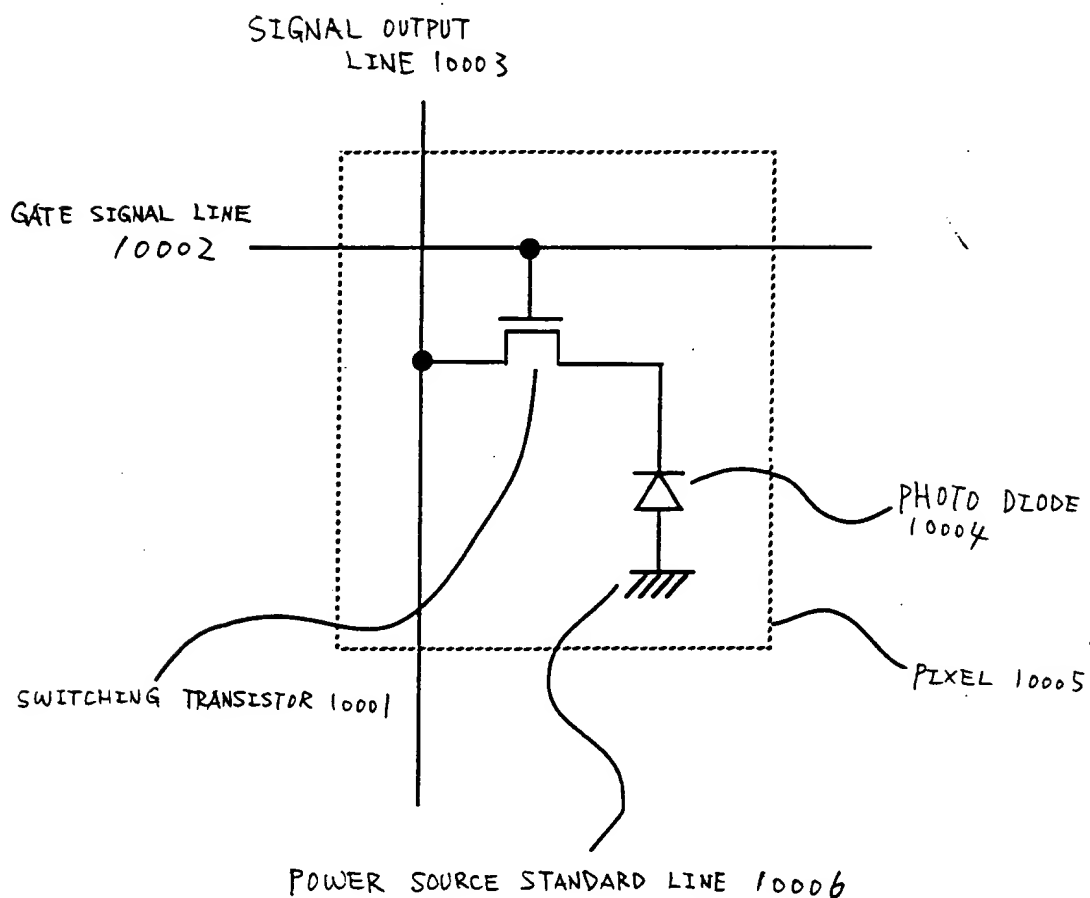 SIGNAL OUTPUT
LINE 10003
GATE SIGNAL LINE
10002
PHOTO DIODE
10004
PIXEL 10005
SWITCHING TRANSISTOR 10001
POWER SOURCE STANDARD LINE 10006